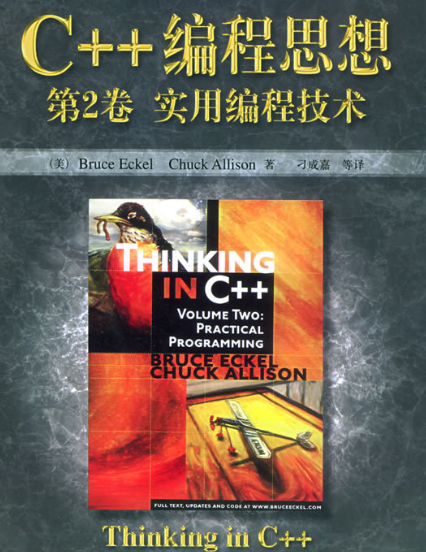 C++编程思想
第2卷 实用编程技术
(美) Bruce Eckel Chuck Allison 著 刁成嘉 等译
THINKING
IN C++
VOLUME TWO:
PRACTICAL
PROGRAMMING
BRUCE ECKEL
CHUCK ALLISON
FULL TEXT, UPDATES AND CODE AT WWW.BRUCEECKEL.COM
Thinking in C++